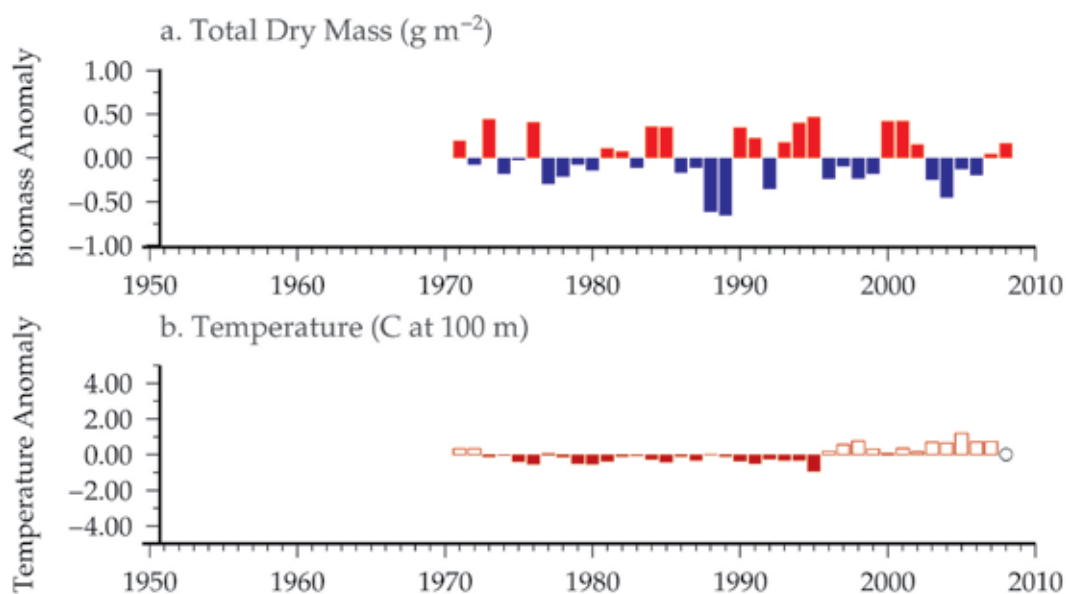 a. Total Dry Mass (g m⁻²)
Biomass Anomaly
1.00
0.50
0.00
−0.50
−1.00
1950 1960 1970 1980 1990 2000 2010
b. Temperature (C at 100 m)
Temperature Anomaly
4.00
2.00
0.00
−2.00
−4.00
1950 1960 1970 1980 1990 2000 2010